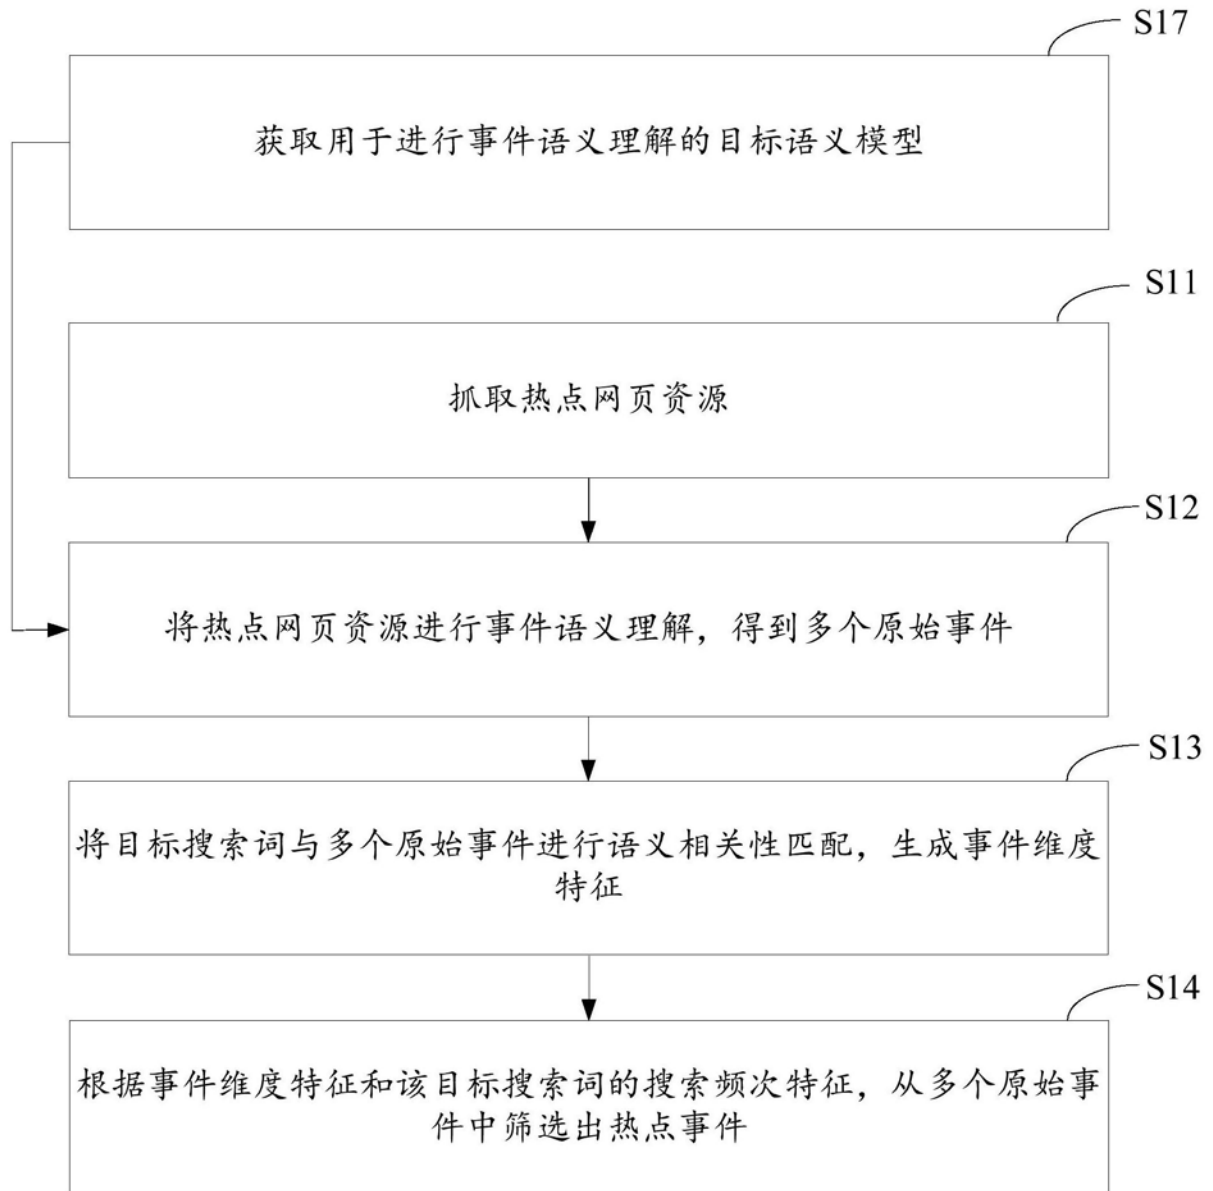 S17
获取用于进行事件语义理解的目标语义模型
S11
抓取热点网页资源
S12
将热点网页资源进行事件语义理解，得到多个原始事件
S13
将目标搜索词与多个原始事件进行语义相关性匹配，生成事件维度
特征
S14
根据事件维度特征和该目标搜索词的搜索频次特征，从多个原始事
件中筛选出热点事件